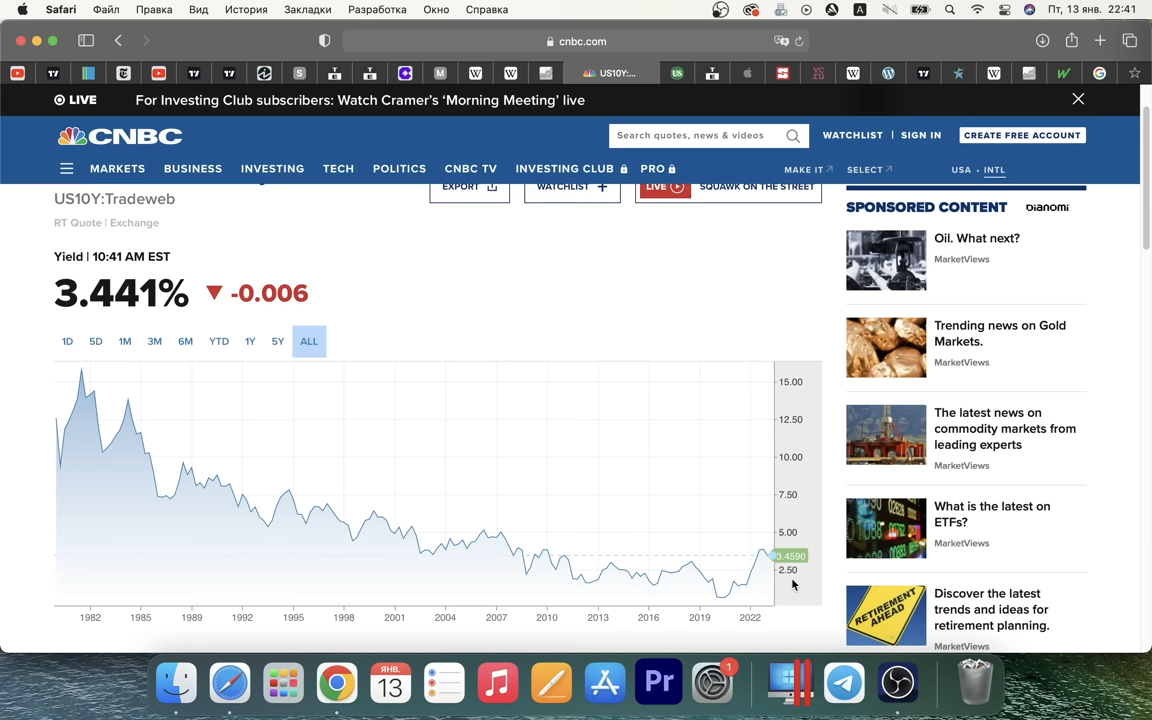 Safari Файл Правка Вид История Закладки Разработка Окно Справка A Пт, 13 янв. 22:41
cnbc.com
US10Y:...
LIVE For Investing Club subscribers: Watch Cramer's 'Morning Meeting' live
CNBC
Search quotes, news & videos
WATCHLIST | SIGN IN CREATE FREE ACCOUNT
MARKETS BUSINESS INVESTING TECH POLITICS CNBC TV INVESTING CLUB PRO MAKE IT SELECT USA • INTL
EXPORT WATCHLIST + LIVE SQUAWK ON THE STREET
US10Y:Tradeweb
RT Quote | Exchange
Yield | 10:41 AM EST
3.441% ▼ -0.006
1D 5D 1M 3M 6M YTD 1Y 5Y ALL
15.00
12.50
10.00
7.50
5.00
3.4590
2.50
1982 1985 1989 1992 1995 1998 2001 2004 2007 2010 2013 2016 2019 2022
SPONSORED CONTENT
Oil. What next?
MarketViews
Trending news on Gold
Markets.
MarketViews
The latest news on
commodity markets from
leading experts
MarketViews
What is the latest on
ETFs?
MarketViews
RETIREMENT
AHEAD
Discover the latest
trends and ideas for
retirement planning.
MarketViews
ЯНВ.
13
Pr
1